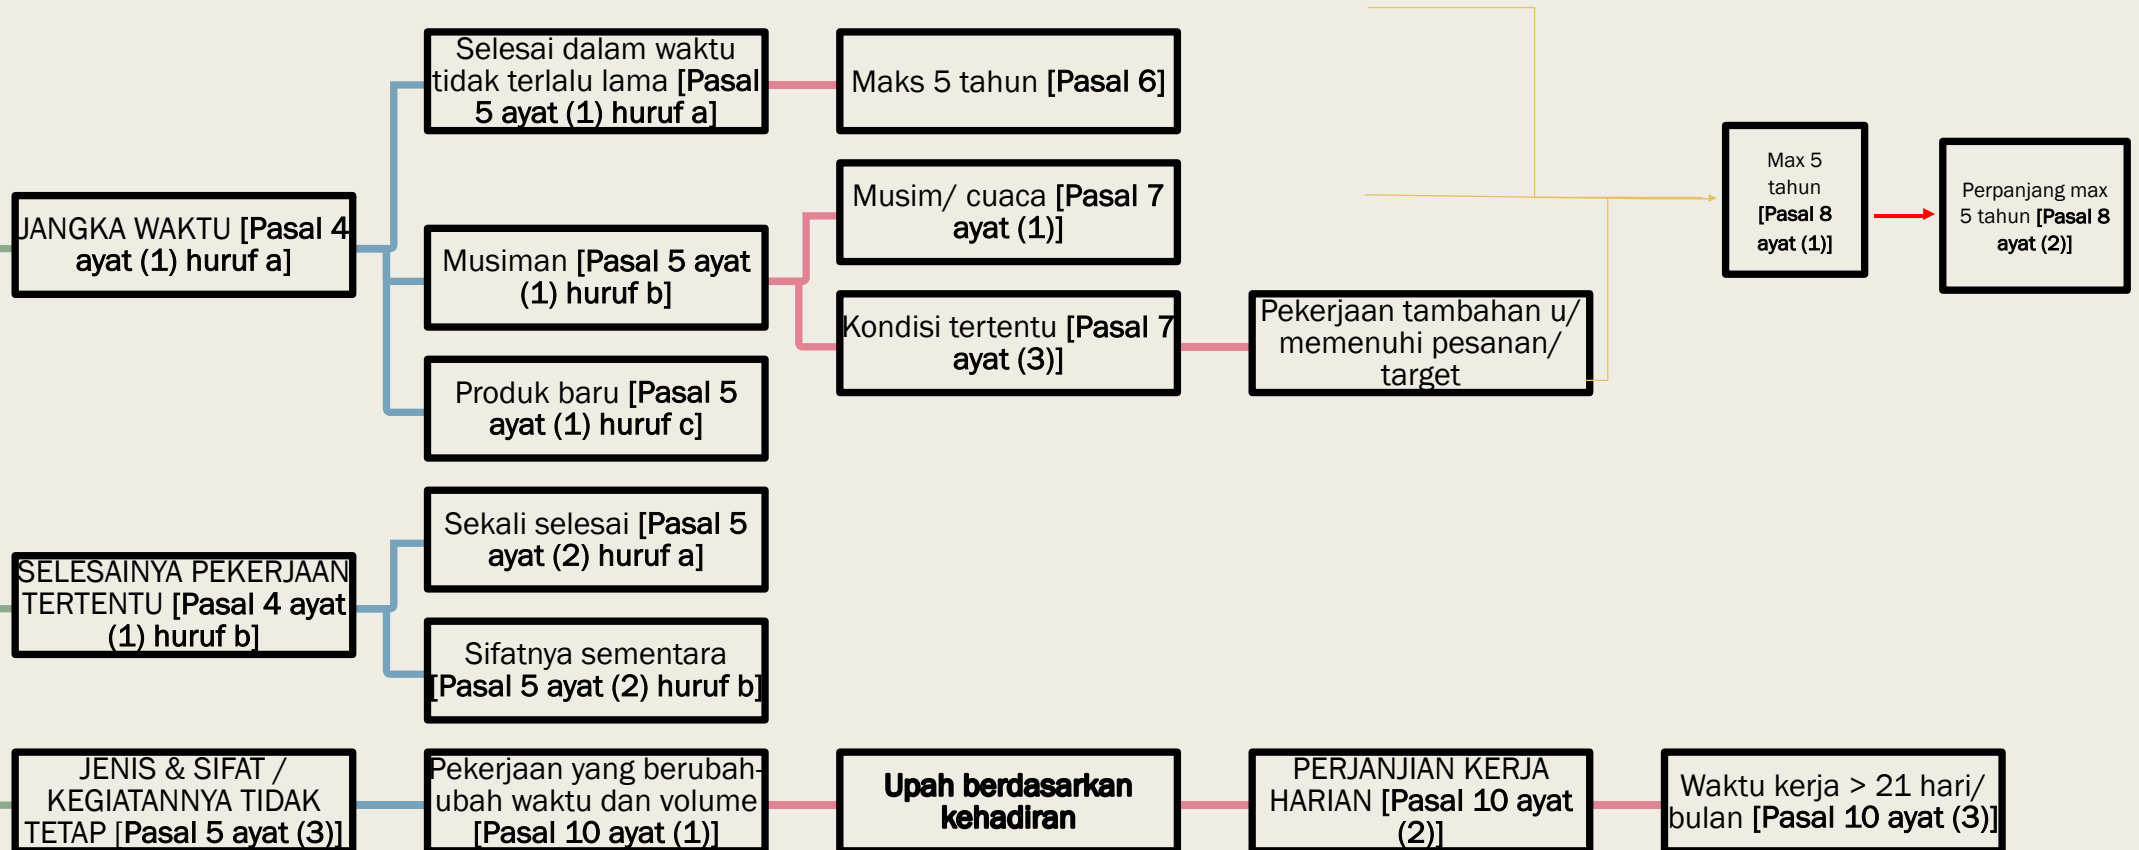 Selesai dalam waktu
tidak terlalu lama [Pasal
5 ayat (1) huruf a]
Maks 5 tahun [Pasal 6]
Max 5
tahun
[Pasal 8
ayat (1)]
Perpanjang max
5 tahun [Pasal 8
ayat (2)]
JANGKA WAKTU [Pasal 4
ayat (1) huruf a]
Musiman [Pasal 5 ayat
(1) huruf b]
Musim/ cuaca [Pasal 7
ayat (1)]
Kondisi tertentu [Pasal 7
ayat (3)]
Pekerjaan tambahan u/
memenuhi pesanan/
target
Produk baru [Pasal 5
ayat (1) huruf c]
SELESAINYA PEKERJAAN
TERTENTU [Pasal 4 ayat
(1) huruf b]
Sekali selesai [Pasal 5
ayat (2) huruf a]
Sifatnya sementara
[Pasal 5 ayat (2) huruf b]
JENIS & SIFAT /
KEGIATANNYA TIDAK
TETAP [Pasal 5 ayat (3)]
Pekerjaan yang berubah-
ubah waktu dan volume
[Pasal 10 ayat (1)]
Upah berdasarkan
kehadiran
PERJANJIAN KERJA
HARIAN [Pasal 10 ayat
(2)]
Waktu kerja > 21 hari/
bulan [Pasal 10 ayat (3)]